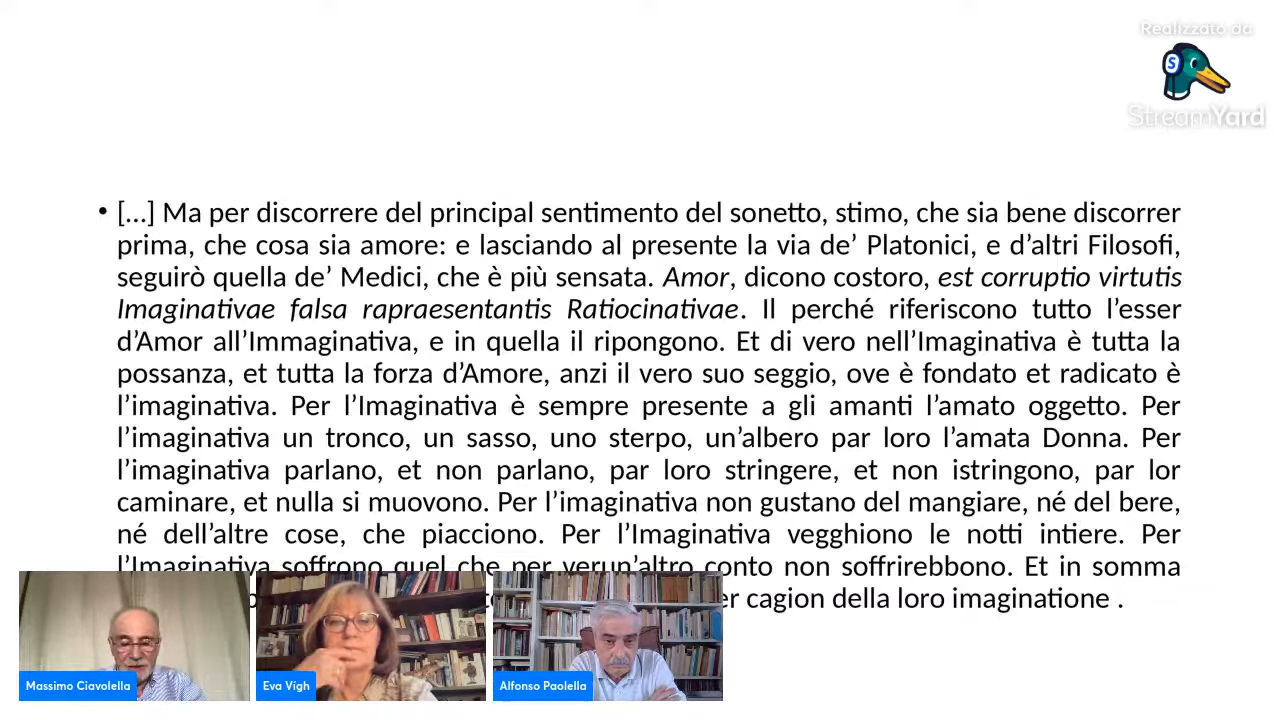 Realizzato da
StreamYard
• [...] Ma per discorrere del principal sentimento del sonetto, stimo, che sia bene discorrer
prima, che cosa sia amore: e lasciando al presente la via de’ Platonici, e d’altri Filosofi,
seguirò quella de’ Medici, che è più sensata. Amor, dicono costoro, est corruptio virtutis
Imaginativae falsa rapraesentantis Ratiocinativae. Il perché riferiscono tutto l’esser
d’Amor all’Immaginativa, e in quella il ripongono. Et di vero nell’Imaginativa è tutta la
possanza, et tutta la forza d’Amore, anzi il vero suo seggio, ove è fondato et radicato è
l’imaginativa. Per l’Imaginativa è sempre presente a gli amanti l’amato oggetto. Per
l’imaginativa un tronco, un sasso, uno sterpo, un’albero par loro l’amata Donna. Per
l’imaginativa parlano, et non parlano, par loro stringere, et non istringono, par lor
caminare, et nulla si muovono. Per l’imaginativa non gustano del mangiare, né del bere,
né dell’altre cose, che piacciono. Per l’Imaginativa vegghiono le notti intiere. Per
l’Imaginativa soffrono quel che per verun’altro conto non soffrirebbono. Et in somma
cagion della loro imaginatione .
Massimo Ciavolella
Eva Vigh
Alfonso Paolella